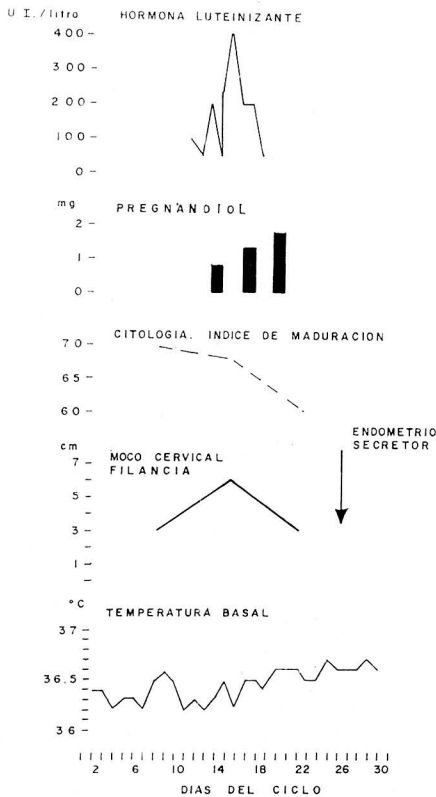 U I./litro HORMONA LUTEINIZANTE
400
300
200
100
0
mg PREGNANDIOL
2
1
0
CITOLOGIA. INDICE DE MADURACION
70
65
60
ENDOMETRIO
SECRETOR
cm
MOCO CERVICAL
FILANCIA
7
5
3
1
°C
TEMPERATURA BASAL
37
36.5
36
2 6 10 14 18 22 26 30
DIAS DEL CICLO